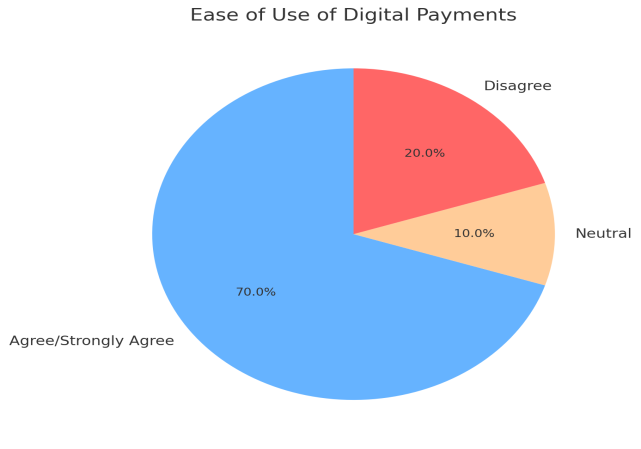 Ease of Use of Digital Payments
Disagree
20.0%
10.0%
Neutral
70.0%
Agree/Strongly Agree